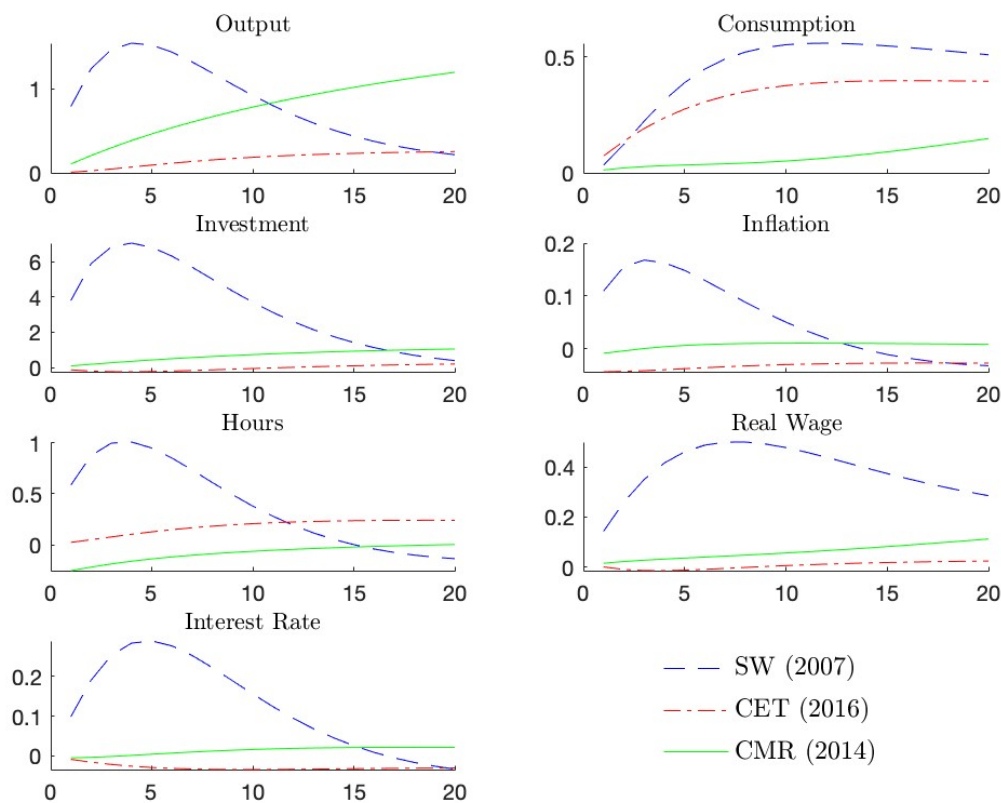 Output
1
0
0 5 10 15 20
Consumption
0.5
0
0 5 10 15 20
Investment
6
4
2
0
0 5 10 15 20
Inflation
0.2
0.1
0
0 5 10 15 20
Hours
1
0.5
0
0 5 10 15 20
Real Wage
0.4
0.2
0
0 5 10 15 20
Interest Rate
0.2
0.1
0
0 5 10 15 20
SW (2007)
CET (2016)
CMR (2014)